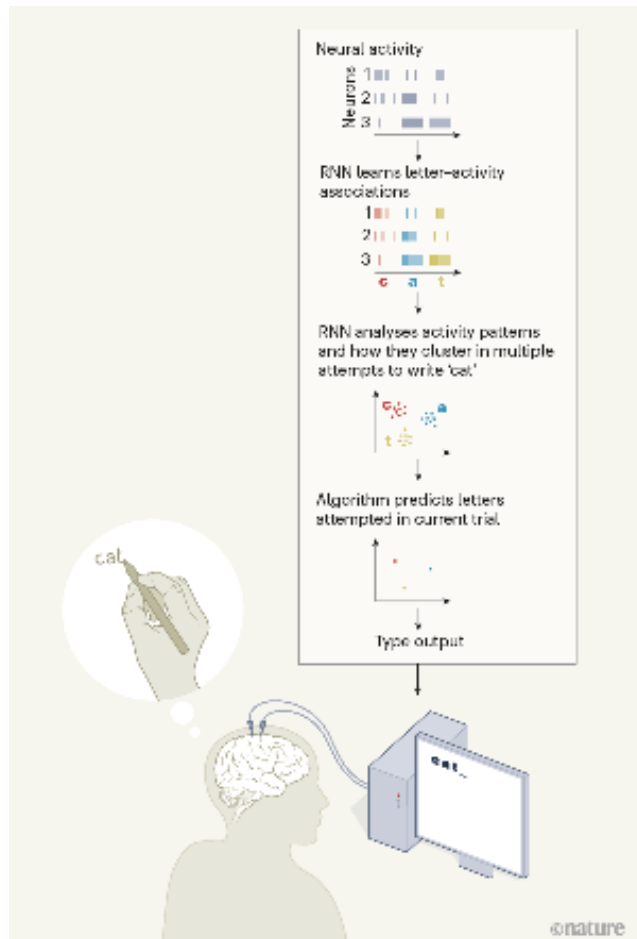 Neural activity
Neurons
1
2
3
RNN learns letter–activity
associations
1
2
3
c a t
RNN analyses activity patterns
and how they cluster in multiple
attempts to write ‘cat’
c
a
t
Algorithm predicts letters
attempted in current trial
Type output
cat
cat_
©nature